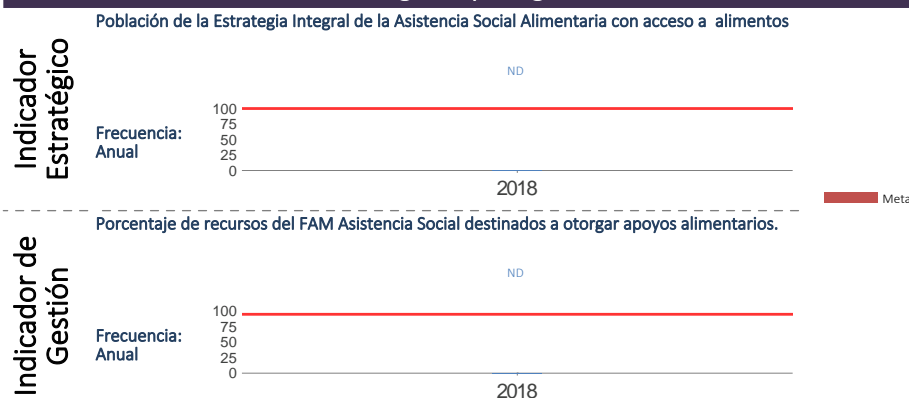 Población de la Estrategia Integral de la Asistencia Social Alimentaria con acceso a alimentos
Indicador
Estratégico
ND
Frecuencia:
Anual
100
75
50
25
0
2018
Meta
Porcentaje de recursos del FAM Asistencia Social destinados a otorgar apoyos alimentarios.
Indicador de
Gestión
ND
Frecuencia:
Anual
100
75
50
25
0
2018